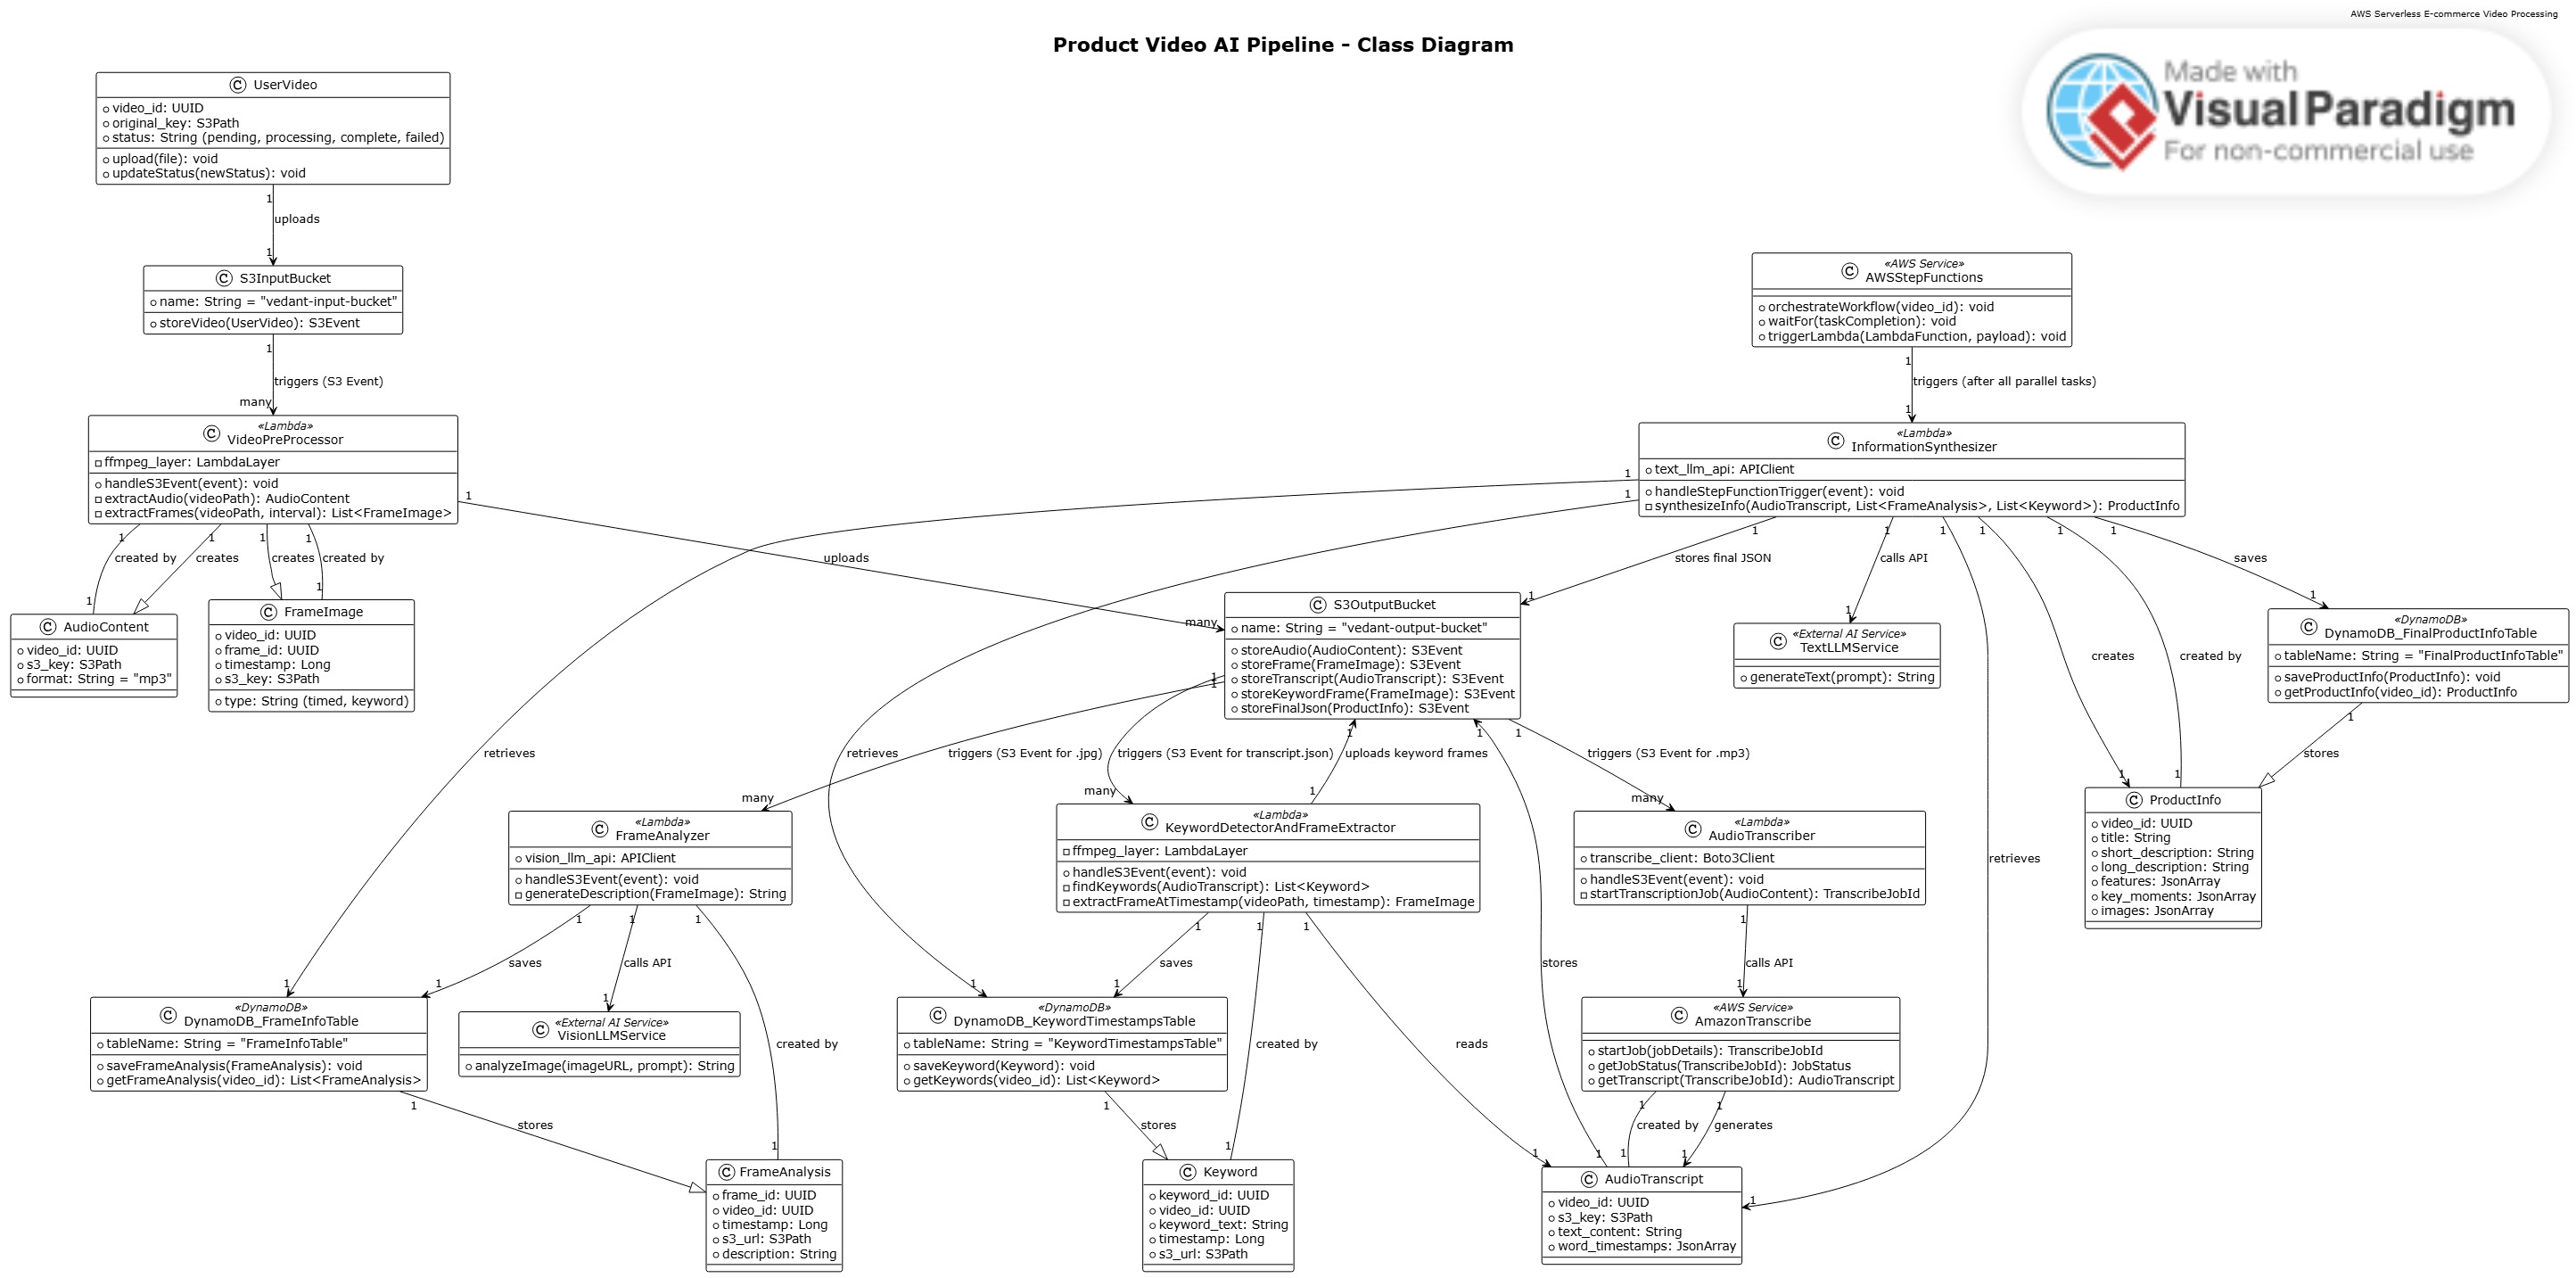 AWS Serverless E-commerce Video Processing
Product Video AI Pipeline - Class Diagram
Made with
Visual Paradigm
For non-commercial use
C UserVideo
video_id: UUID
original_key: S3Path
status: String (pending, processing, complete, failed)
upload(file): void
updateStatus(newStatus): void
1
uploads
1
C S3InputBucket
name: String = "vedant-input-bucket"
storeVideo(UserVideo): S3Event
1
triggers (S3 Event)
many
«Lambda»
C VideoPreProcessor
ffmpeg_layer: LambdaLayer
handleS3Event(event): void
extractAudio(videoPath): AudioContent
extractFrames(videoPath, interval): List<FrameImage>
1
uploads
many
1 1 1 1
created by creates creates created by
1 1
C AudioContent
video_id: UUID
s3_key: S3Path
format: String = "mp3"
C FrameImage
video_id: UUID
frame_id: UUID
timestamp: Long
s3_key: S3Path
type: String (timed, keyword)
«AWS Service»
C AWSStepFunctions
orchestrateWorkflow(video_id): void
waitFor(taskCompletion): void
triggerLambda(LambdaFunction, payload): void
1
triggers (after all parallel tasks)
1
«Lambda»
C InformationSynthesizer
text_llm_api: APIClient
handleStepFunctionTrigger(event): void
synthesizeInfo(AudioTranscript, List<FrameAnalysis>, List<Keyword>): ProductInfo
1
1
1 1 1 1 1 1
stores final JSON calls API creates created by saves
1 1 1 1 1
C S3OutputBucket
name: String = "vedant-output-bucket"
storeAudio(AudioContent): S3Event
storeFrame(FrameImage): S3Event
storeTranscript(AudioTranscript): S3Event
storeKeywordFrame(FrameImage): S3Event
storeFinalJson(ProductInfo): S3Event
«External AI Service»
C TextLLMService
generateText(prompt): String
«DynamoDB»
C DynamoDB_FinalProductInfoTable
tableName: String = "FinalProductInfoTable"
saveProductInfo(ProductInfo): void
getProductInfo(video_id): ProductInfo
1
stores
1
1
1 1 1
retrieves retrieves triggers (S3 Event for .jpg) triggers (S3 Event for transcript.json) uploads keyword frames triggers (S3 Event for .mp3)
many many 1 many
C ProductInfo
video_id: UUID
title: String
short_description: String
long_description: String
features: JsonArray
key_moments: JsonArray
images: JsonArray
«Lambda»
C FrameAnalyzer
vision_llm_api: APIClient
handleS3Event(event): void
generateDescription(FrameImage): String
«Lambda»
C KeywordDetectorAndFrameExtractor
ffmpeg_layer: LambdaLayer
handleS3Event(event): void
findKeywords(AudioTranscript): List<Keyword>
extractFrameAtTimestamp(videoPath, timestamp): FrameImage
«Lambda»
C AudioTranscriber
transcribe_client: Boto3Client
handleS3Event(event): void
startTranscriptionJob(AudioContent): TranscribeJobId
retrieves
1 1 1 1 1 1 1
saves calls API created by saves created by reads stores calls API
1 1 1 1 1 1
«DynamoDB»
C DynamoDB_FrameInfoTable
tableName: String = "FrameInfoTable"
saveFrameAnalysis(FrameAnalysis): void
getFrameAnalysis(video_id): List<FrameAnalysis>
«External AI Service»
C VisionLLMService
analyzeImage(imageURL, prompt): String
«DynamoDB»
C DynamoDB_KeywordTimestampsTable
tableName: String = "KeywordTimestampsTable"
saveKeyword(Keyword): void
getKeywords(video_id): List<Keyword>
«AWS Service»
C AmazonTranscribe
startJob(jobDetails): TranscribeJobId
getJobStatus(TranscribeJobId): JobStatus
getTranscript(TranscribeJobId): AudioTranscript
1 1 1 1
stores stores created by generates
1 1 1 1 1 1 1
C FrameAnalysis
frame_id: UUID
video_id: UUID
timestamp: Long
s3_url: S3Path
description: String
C Keyword
keyword_id: UUID
video_id: UUID
keyword_text: String
timestamp: Long
s3_url: S3Path
C AudioTranscript
video_id: UUID
s3_key: S3Path
text_content: String
word_timestamps: JsonArray